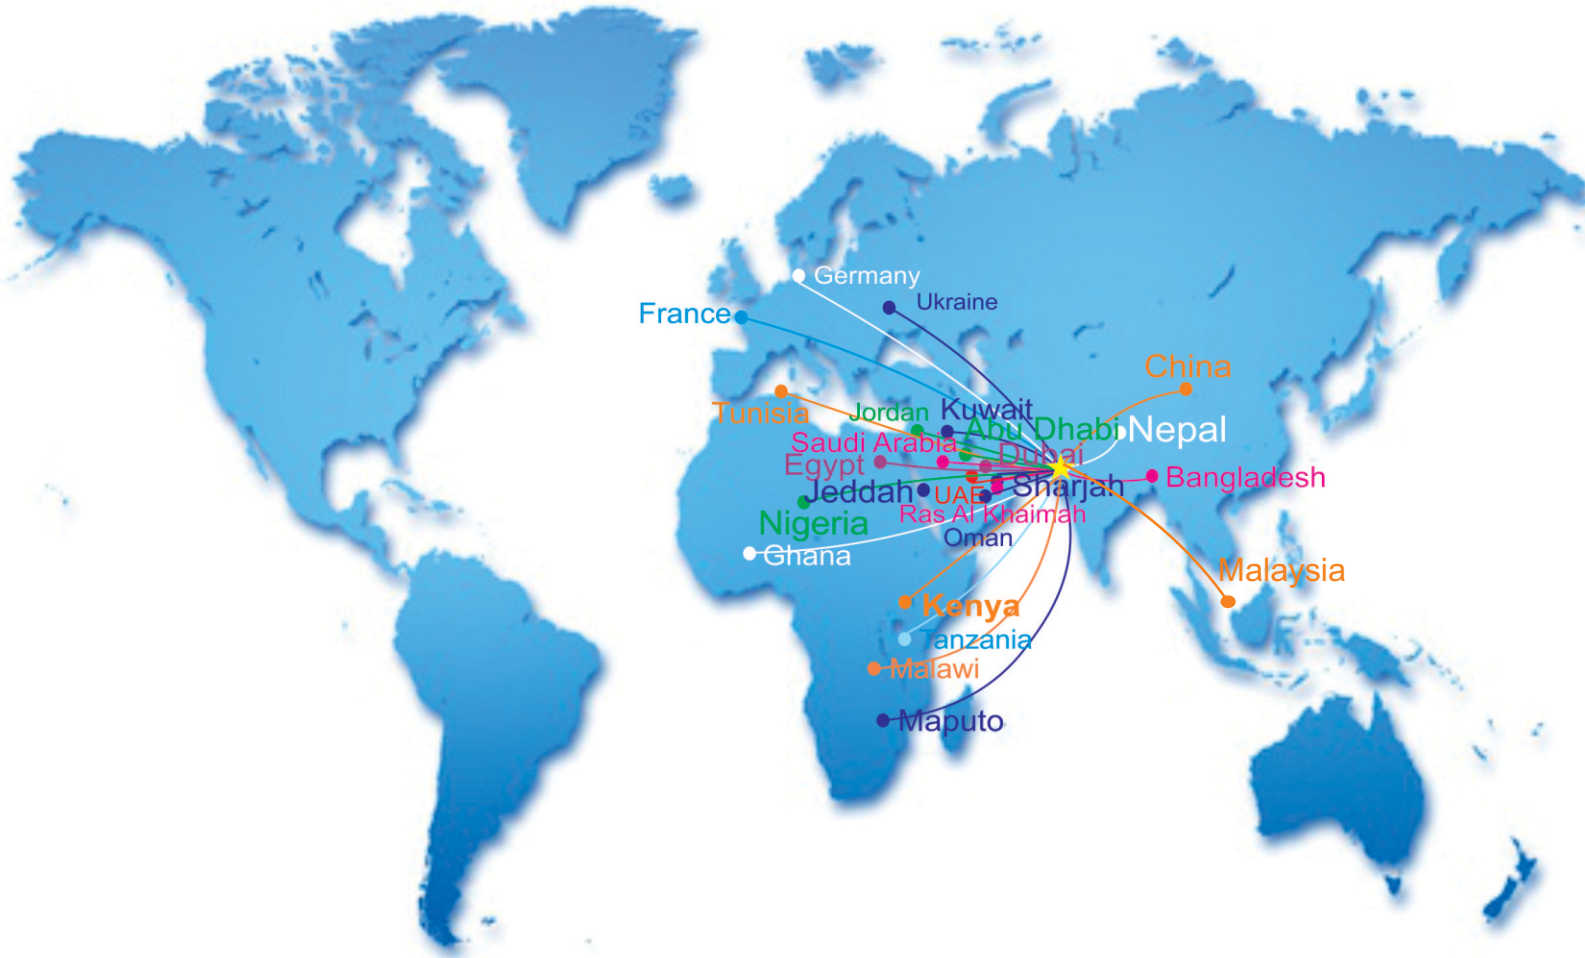 Germany
Ukraine
France
China
Tunisia
Jordan
Kuwait
Abu Dhabi
Nepal
Saudi Arabia
Dubai
Egypt
Bangladesh
Jeddah
UAE
Sharjah
Ras Al Khaimah
Nigeria
Oman
Ghana
Malaysia
Kenya
Tanzania
Malawi
Maputo